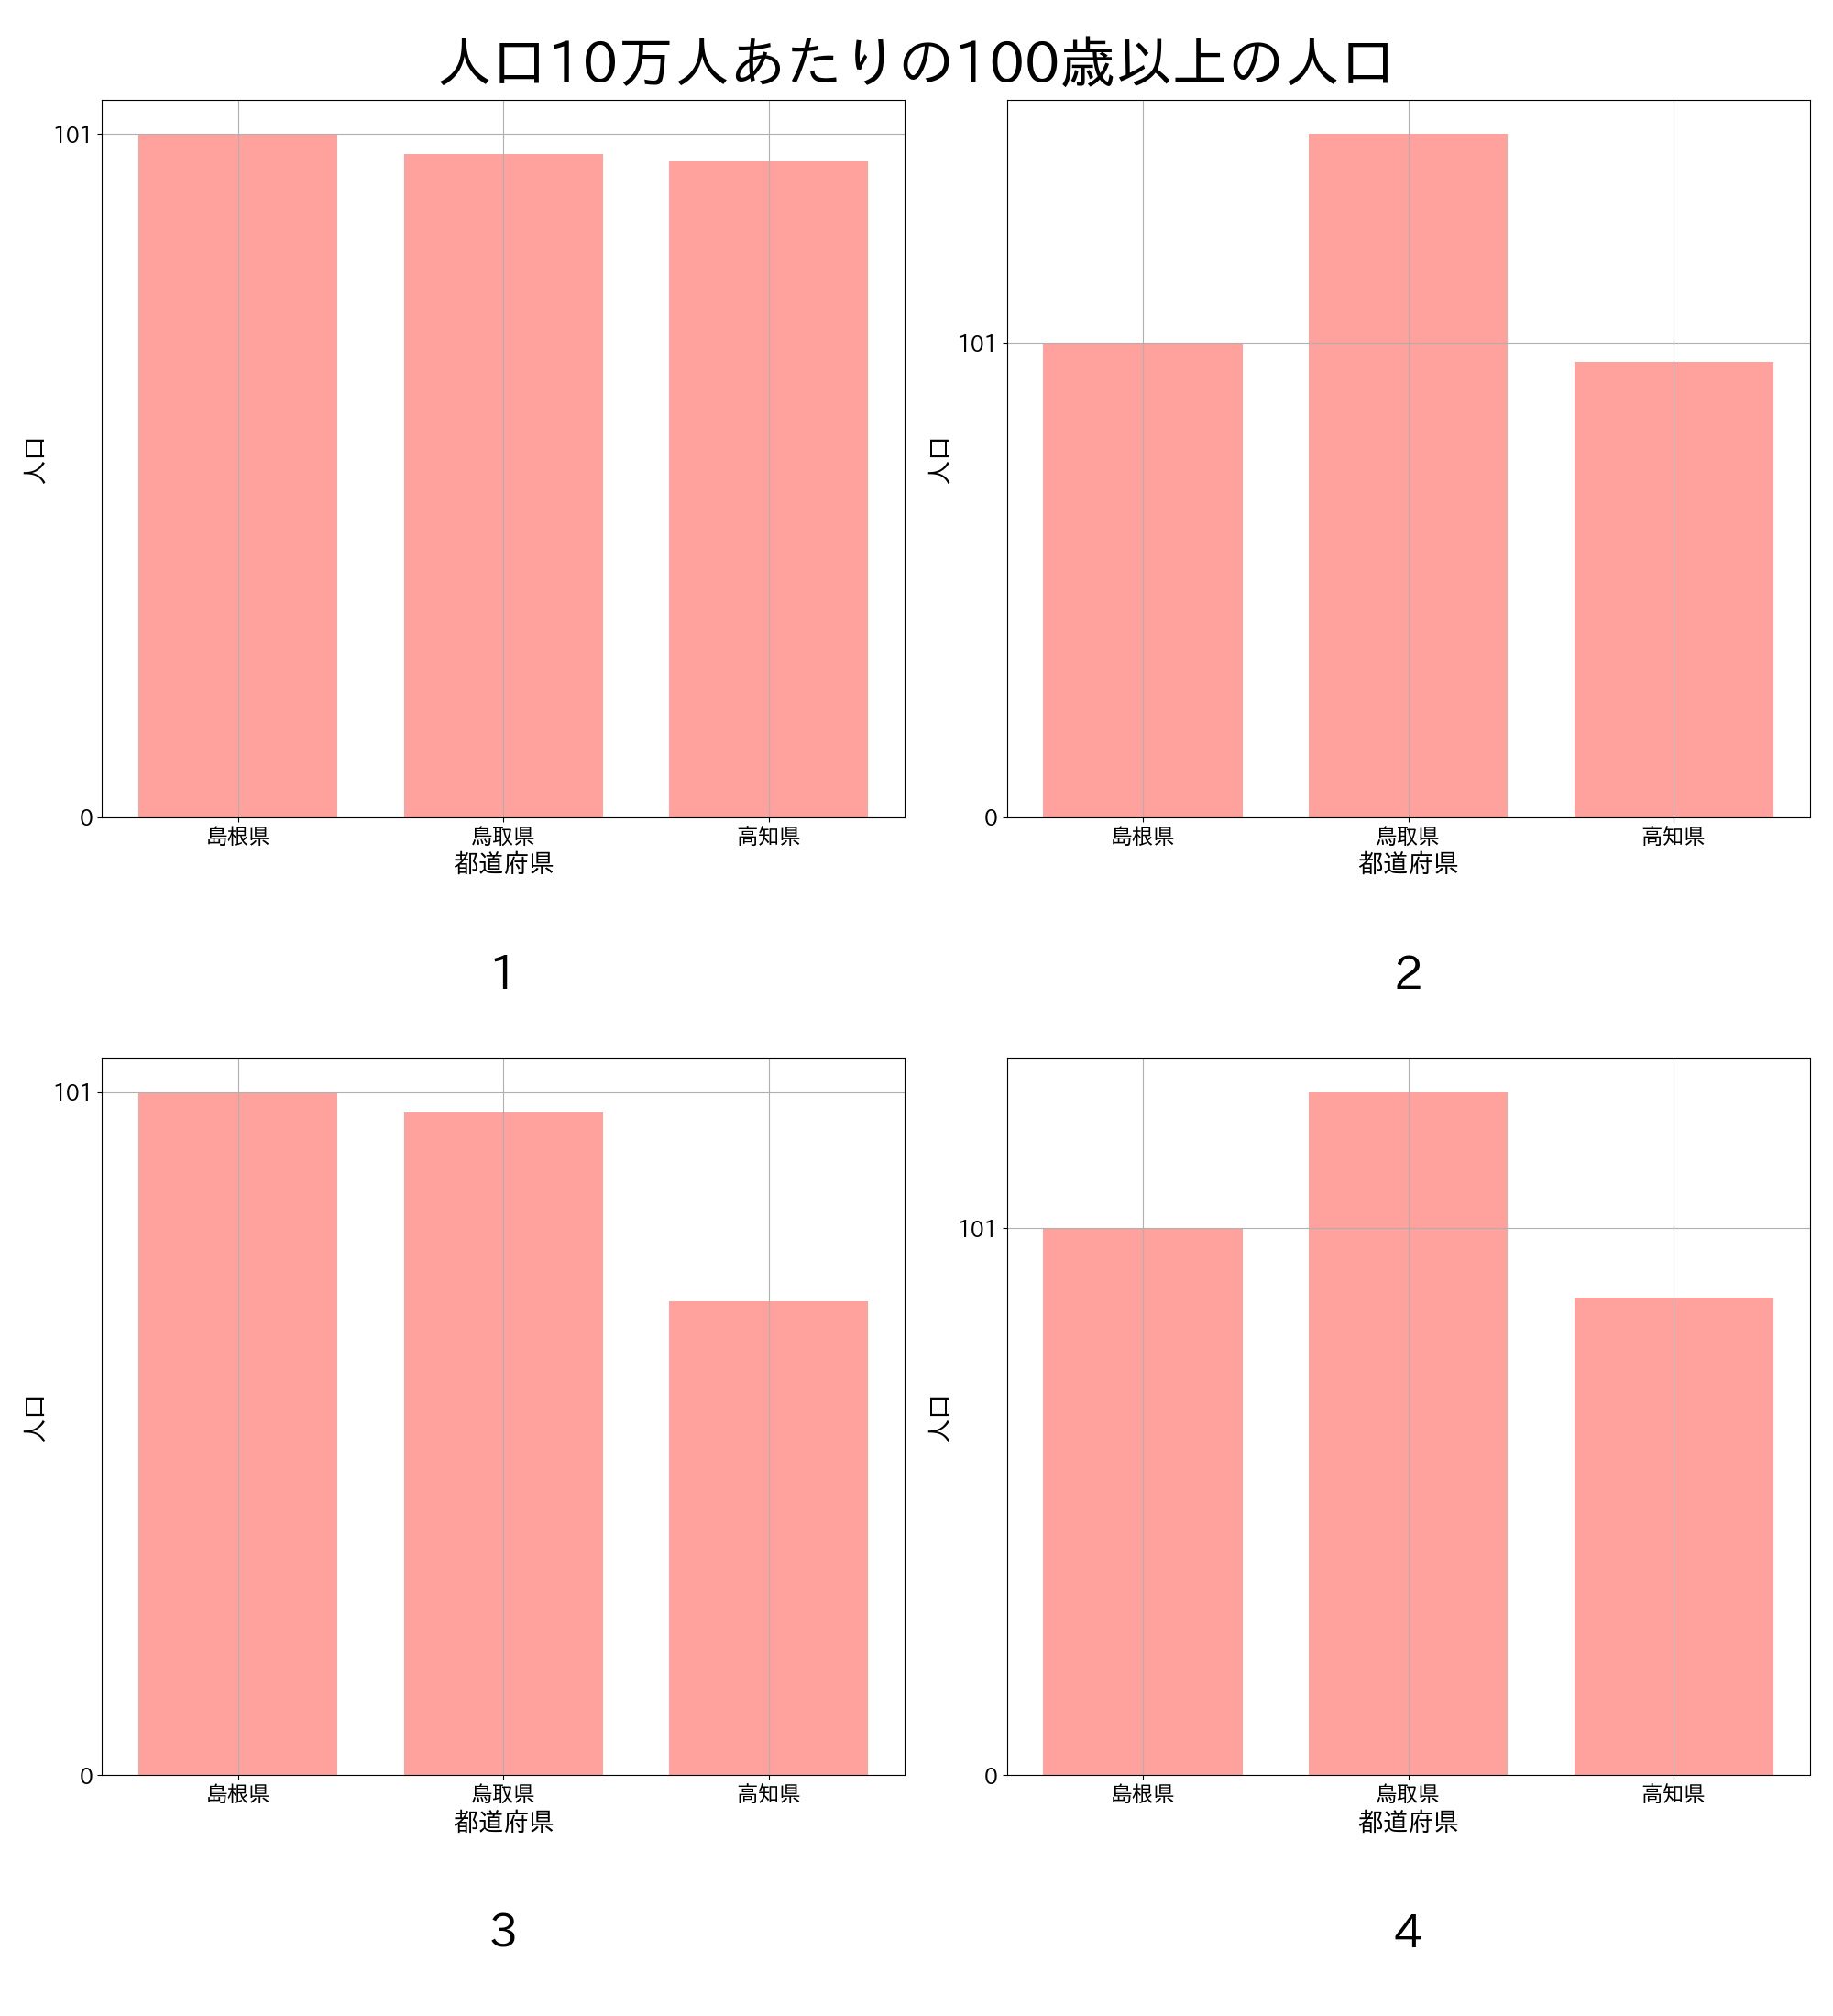 人口10万人あたりの100歳以上の人口
101
0
人口
島根県 鳥取県 高知県
都道府県
1
101
0
人口
島根県 鳥取県 高知県
都道府県
2
101
0
人口
島根県 鳥取県 高知県
都道府県
3
101
0
人口
島根県 鳥取県 高知県
都道府県
4